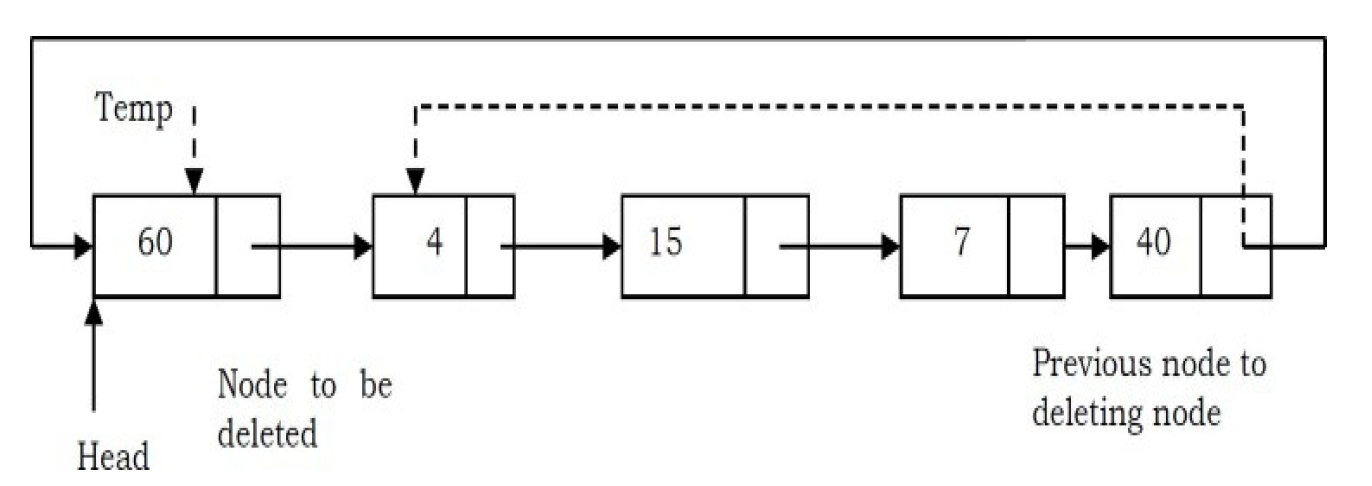 Temp
60
4
15
7
40
Node to be
deleted
Previous node to
deleting node
Head